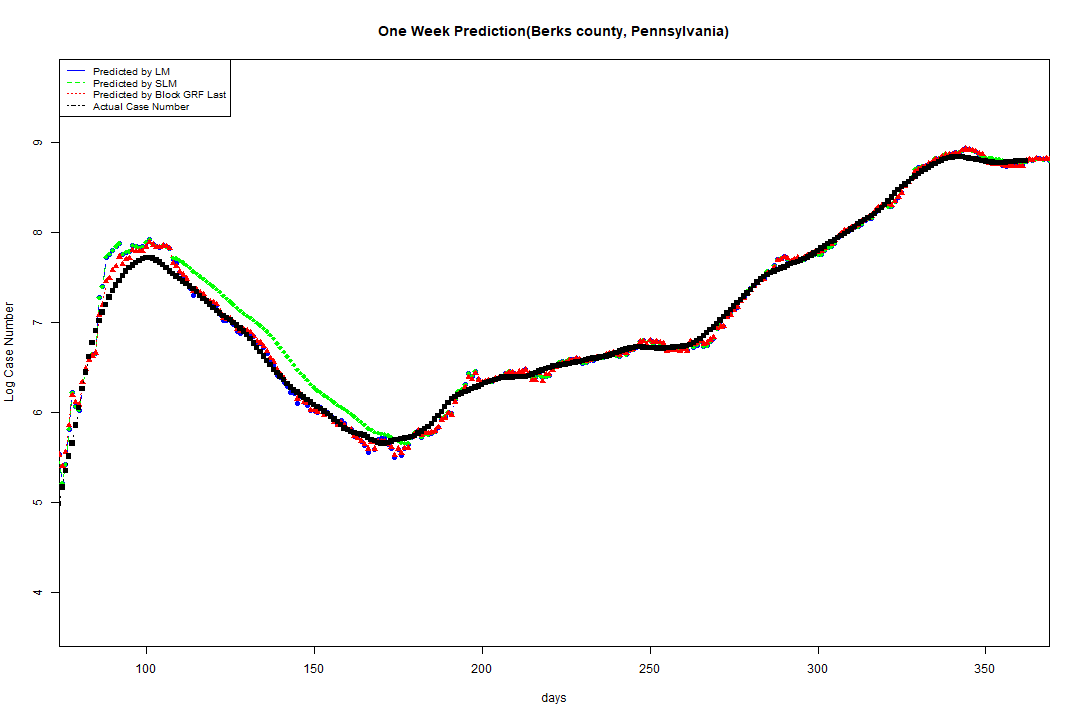 One Week Prediction(Berks county, Pennsylvania)
Predicted by LM
Predicted by SLM
Predicted by Block GRF Last
Actual Case Number
Log Case Number
9
8
7
6
5
4
100 150 200 250 300 350
days